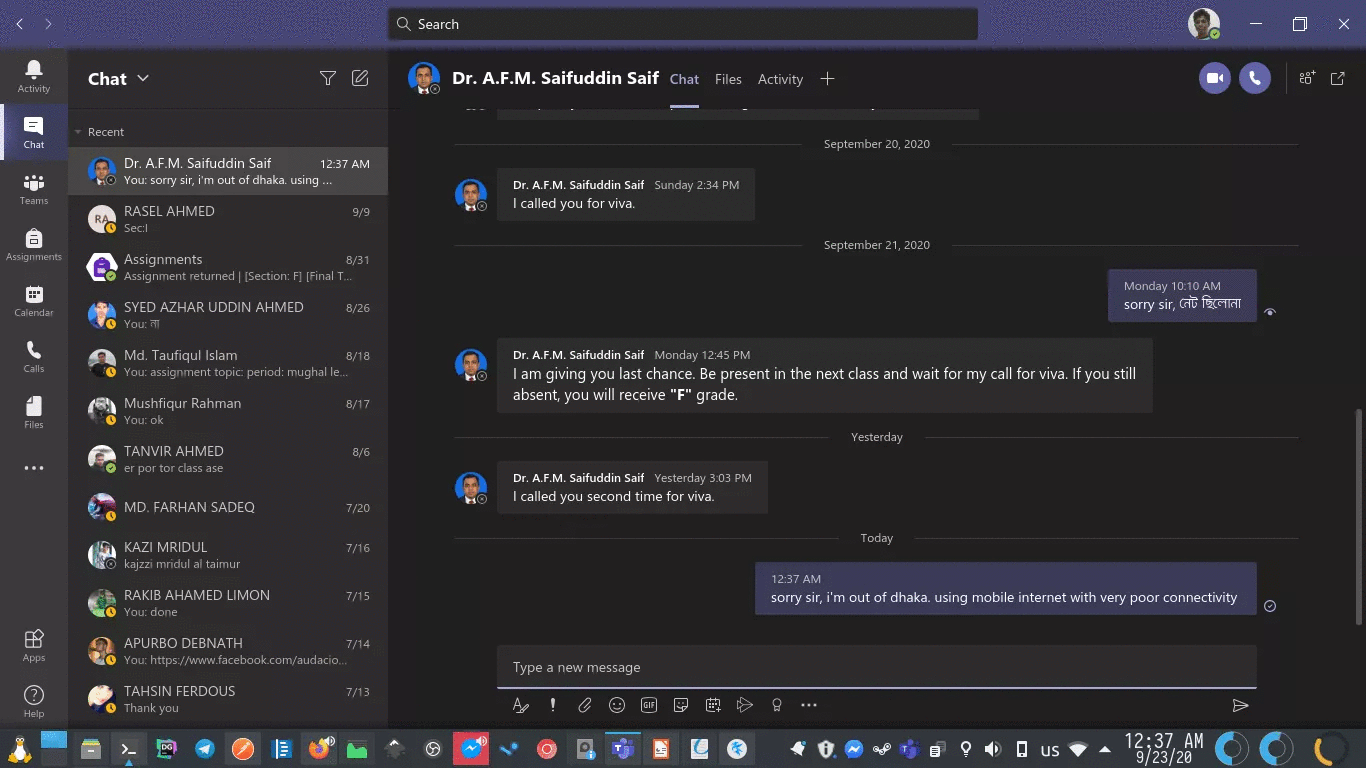 Search
Activity
Chat
Teams
Assignments
Calendar
Calls
Files
Apps
Help
Chat
Recent
Dr. A.F.M. Saifuddin Saif 12:37 AM
You: sorry sir, i'm out of dhaka. using ...
RA
RASEL AHMED 9/9
Sec:I
Assignments 8/31
Assignment returned | [Section: F] [Final T...
SYED AZHAR UDDIN AHMED 8/26
You: না
Md. Taufiqul Islam 8/18
You: assignment topic: period: mughal le...
Mushfiqur Rahman 8/17
You: ok
TANVIR AHMED 8/6
er por tor class ase
MD. FARHAN SADEQ 7/20
KAZI MRIDUL 7/16
kajzzi mridul al taimur
RAKIB AHAMED LIMON 7/15
You: done
APURBO DEBNATH 7/14
You: https://www.facebook.com/audacio...
TAHSIN FERDOUS 7/13
Thank you
Dr. A.F.M. Saifuddin Saif Chat Files Activity
September 20, 2020
Dr. A.F.M. Saifuddin Saif Sunday 2:34 PM
I called you for viva.
September 21, 2020
Monday 10:10 AM
sorry sir, নেট ছিলোনা
Dr. A.F.M. Saifuddin Saif Monday 12:45 PM
I am giving you last chance. Be present in the next class and wait for my call for viva. If you still
absent, you will receive "F" grade.
Yesterday
Dr. A.F.M. Saifuddin Saif Yesterday 3:03 PM
I called you second time for viva.
Today
12:37 AM
sorry sir, i'm out of dhaka. using mobile internet with very poor connectivity
Type a new message
GIF
DG
us
12:37 AM
9/23/20